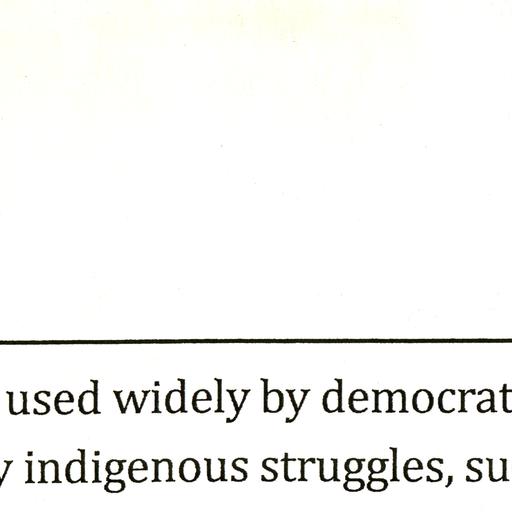 used widely by democrat
y indigenous struggles, su